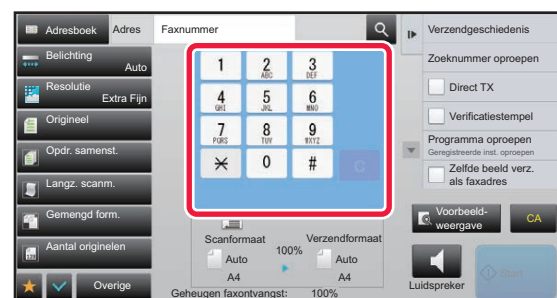 Adresboek
Adres
Faxnummer
Belichting
Auto
Resolutie
Extra Fijn
Origineel
Opdr. samenst.
Langz. scanm.
Gemengd form.
Aantal originelen
Overige
1
2
ABC
3
DEF
4
GHI
5
JKL
6
MNO
7
PQRS
8
TUV
9
WXYZ
0
#
C
Scanformaat
100%
Verzendformaat
Auto
A4
Auto
A4
Geheugen faxontvangst: 100%
Verzendgeschiedenis
Zoeknummer oproepen
Direct TX
Verificatiestempel
Programma oproepen
Geregistreerde inst. oproepen
Zelfde beeld verz.
als faxadres
Voorbeeld-
weergave
CA
Luidspreker
Start